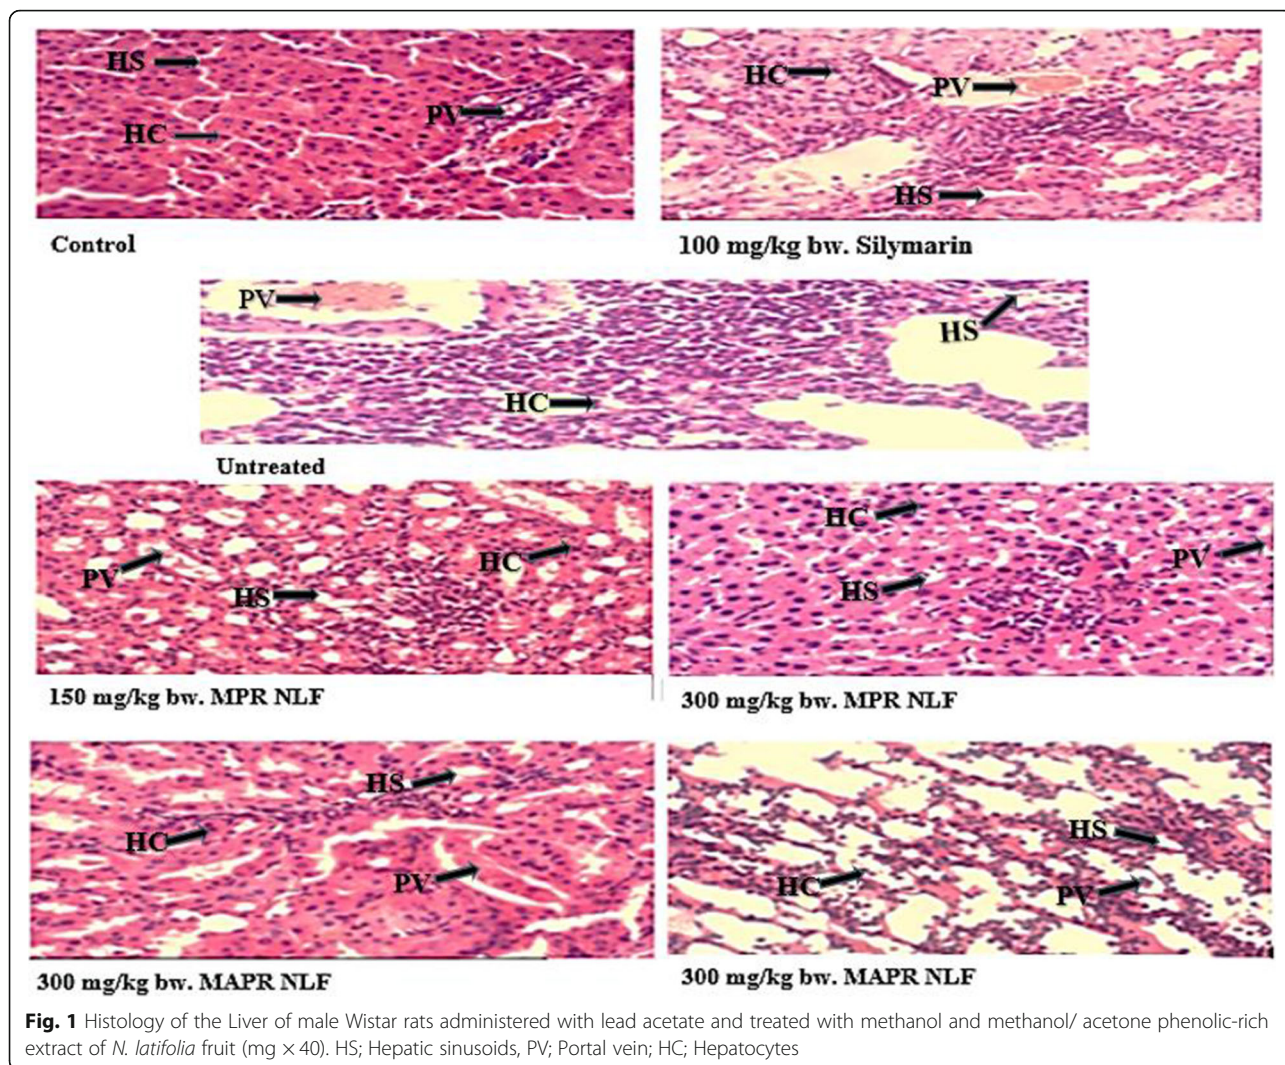 HS
HC
PV
Control
HC
PV
HS
100 mg/kg bw. Silymarin
PV
HS
HC
Untreated
PV
HS
HC
150 mg/kg bw. MPR NLF
HC
HS
PV
300 mg/kg bw. MPR NLF
HS
HC
PV
300 mg/kg bw. MAPR NLF
HS
HC
PV
300 mg/kg bw. MAPR NLF
Fig. 1 Histology of the Liver of male Wistar rats administered with lead acetate and treated with methanol and methanol/ acetone phenolic-rich
extract of N. latifolia fruit (mg × 40). HS; Hepatic sinusoids, PV; Portal vein; HC; Hepatocytes